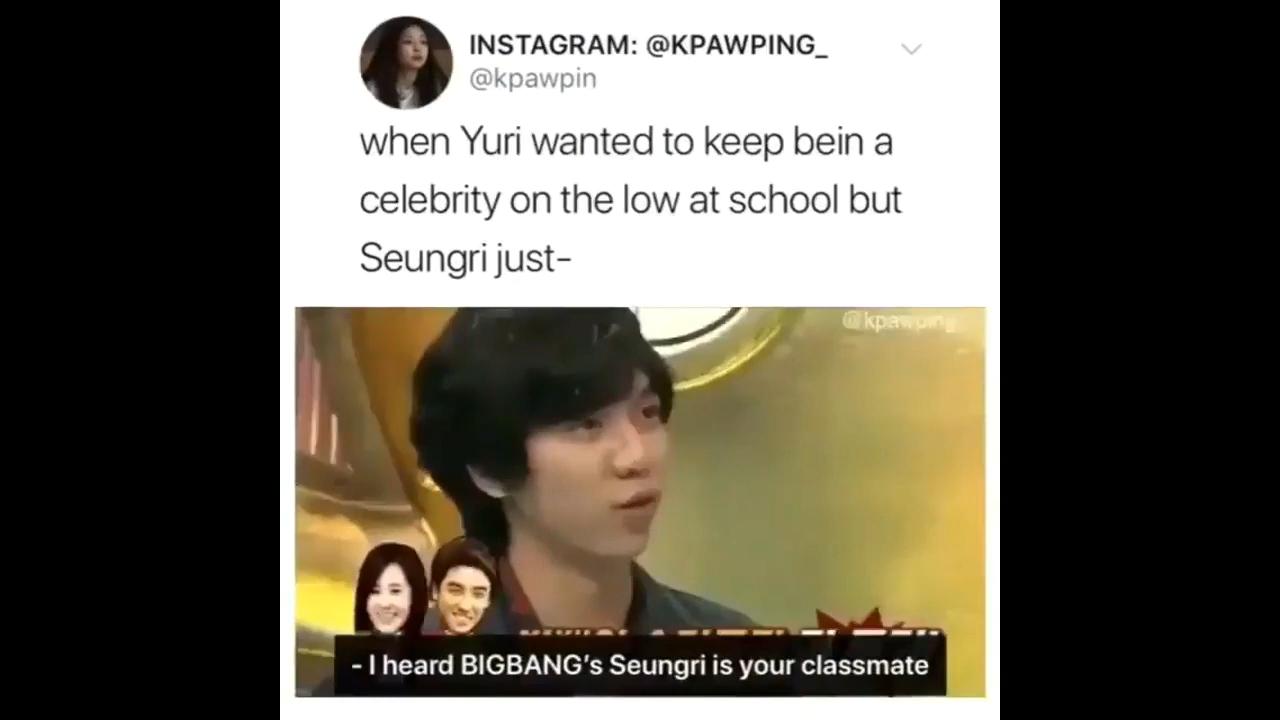 INSTAGRAM: @KPAWPING_
@kpawpin
when Yuri wanted to keep bein a
celebrity on the low at school but
Seungri just-
@kpawping_
- I heard BIGBANG's Seungri is your classmate